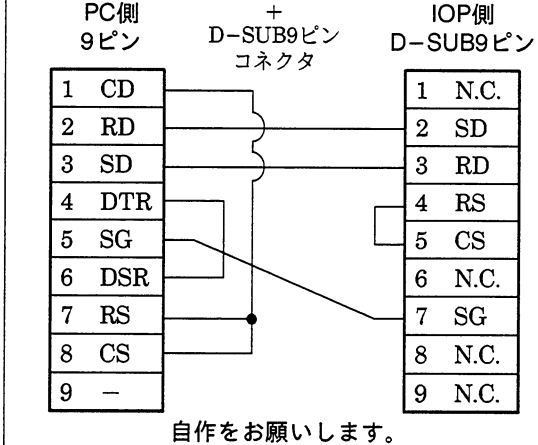 PC側
9ピン
+
D-SUB9ピン
コネクタ
IOP側
D-SUB9ピン
1 CD
2 RD
3 SD
4 DTR
5 SG
6 DSR
7 RS
8 CS
9 −
1 N.C.
2 SD
3 RD
4 RS
5 CS
6 N.C.
7 SG
8 N.C.
9 N.C.
自作をお願いします。